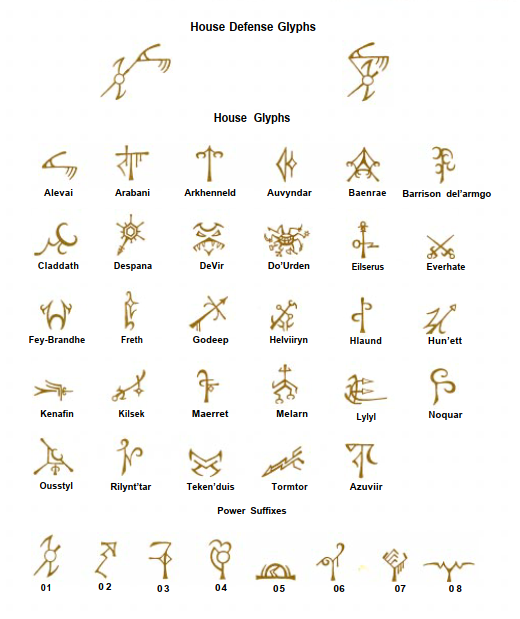 House Defense Glyphs
House Glyphs
Alevai Arabani Arkhenneld Auvyndar Baenrae Barrison del'armgo
Claddath Despana DeVir Do'Urden Eilserus Everhate
Fey-Brandhe Freth Godeep Helviiryn Hlaund Hun'ett
Kenafin Kilsek Maerret Melarn Lylyl Noquar
Ousstyl Rilynt'tar Teken'duis Tormtor Azuviir
Power Suffixes
01 02 03 04 05 06 07 08